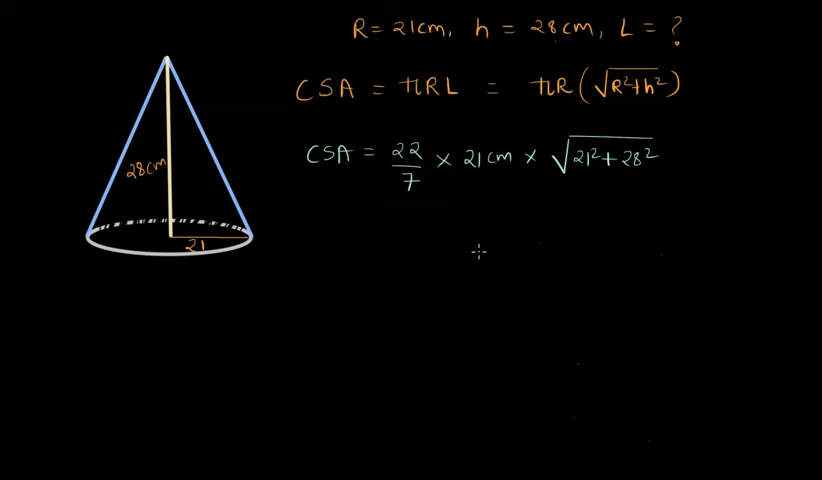 R = 21cm, h = 28cm, L = ?
CSA = πRL = πR(√R²+h²)
CSA = 22/7 × 21cm × √21²+28²
28cm
21